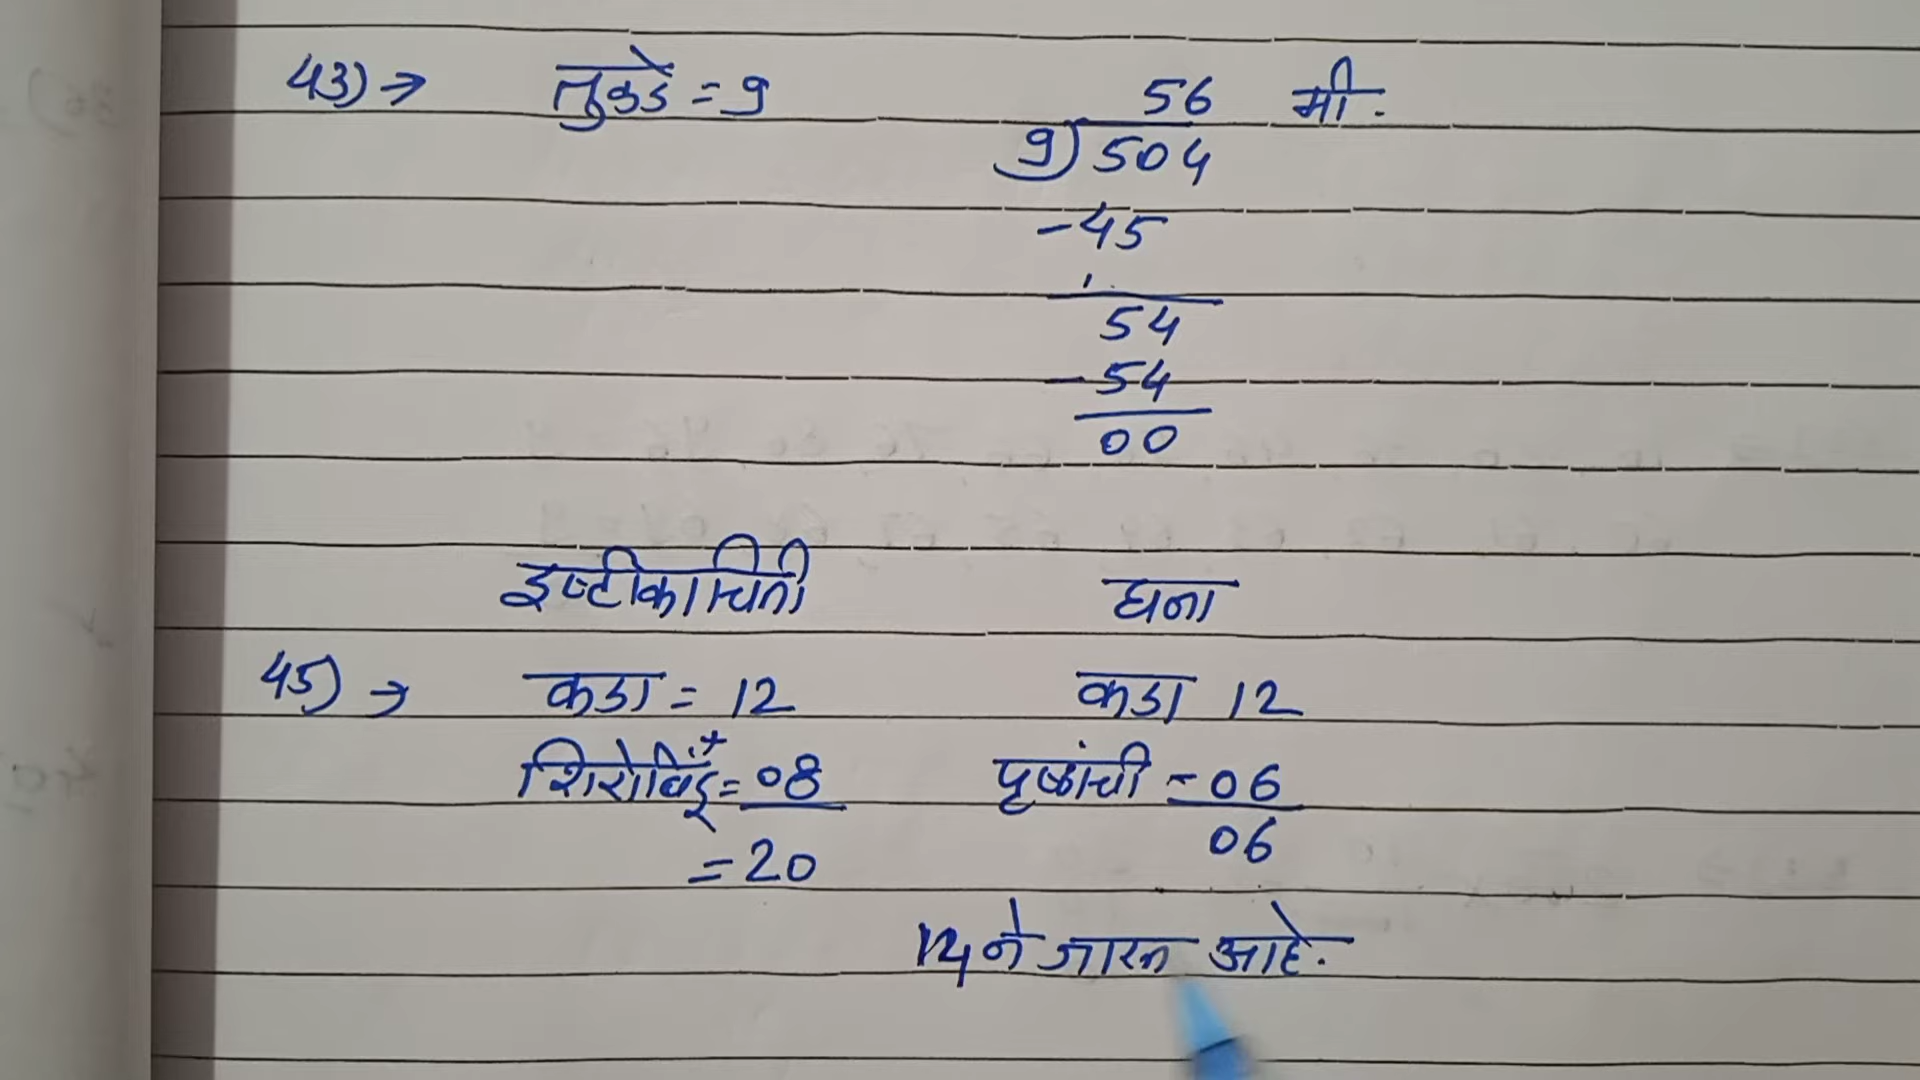 43) → तुकडे = 9
56 मी.
9) 504
- 45
54
- 54
00
इष्टीकाचिती घना
45) → कडा = 12 कडा 12
शिरोबिंदू = + 08 पृष्ठांची - 06
= 20 06
14 ने जास्त आहे.